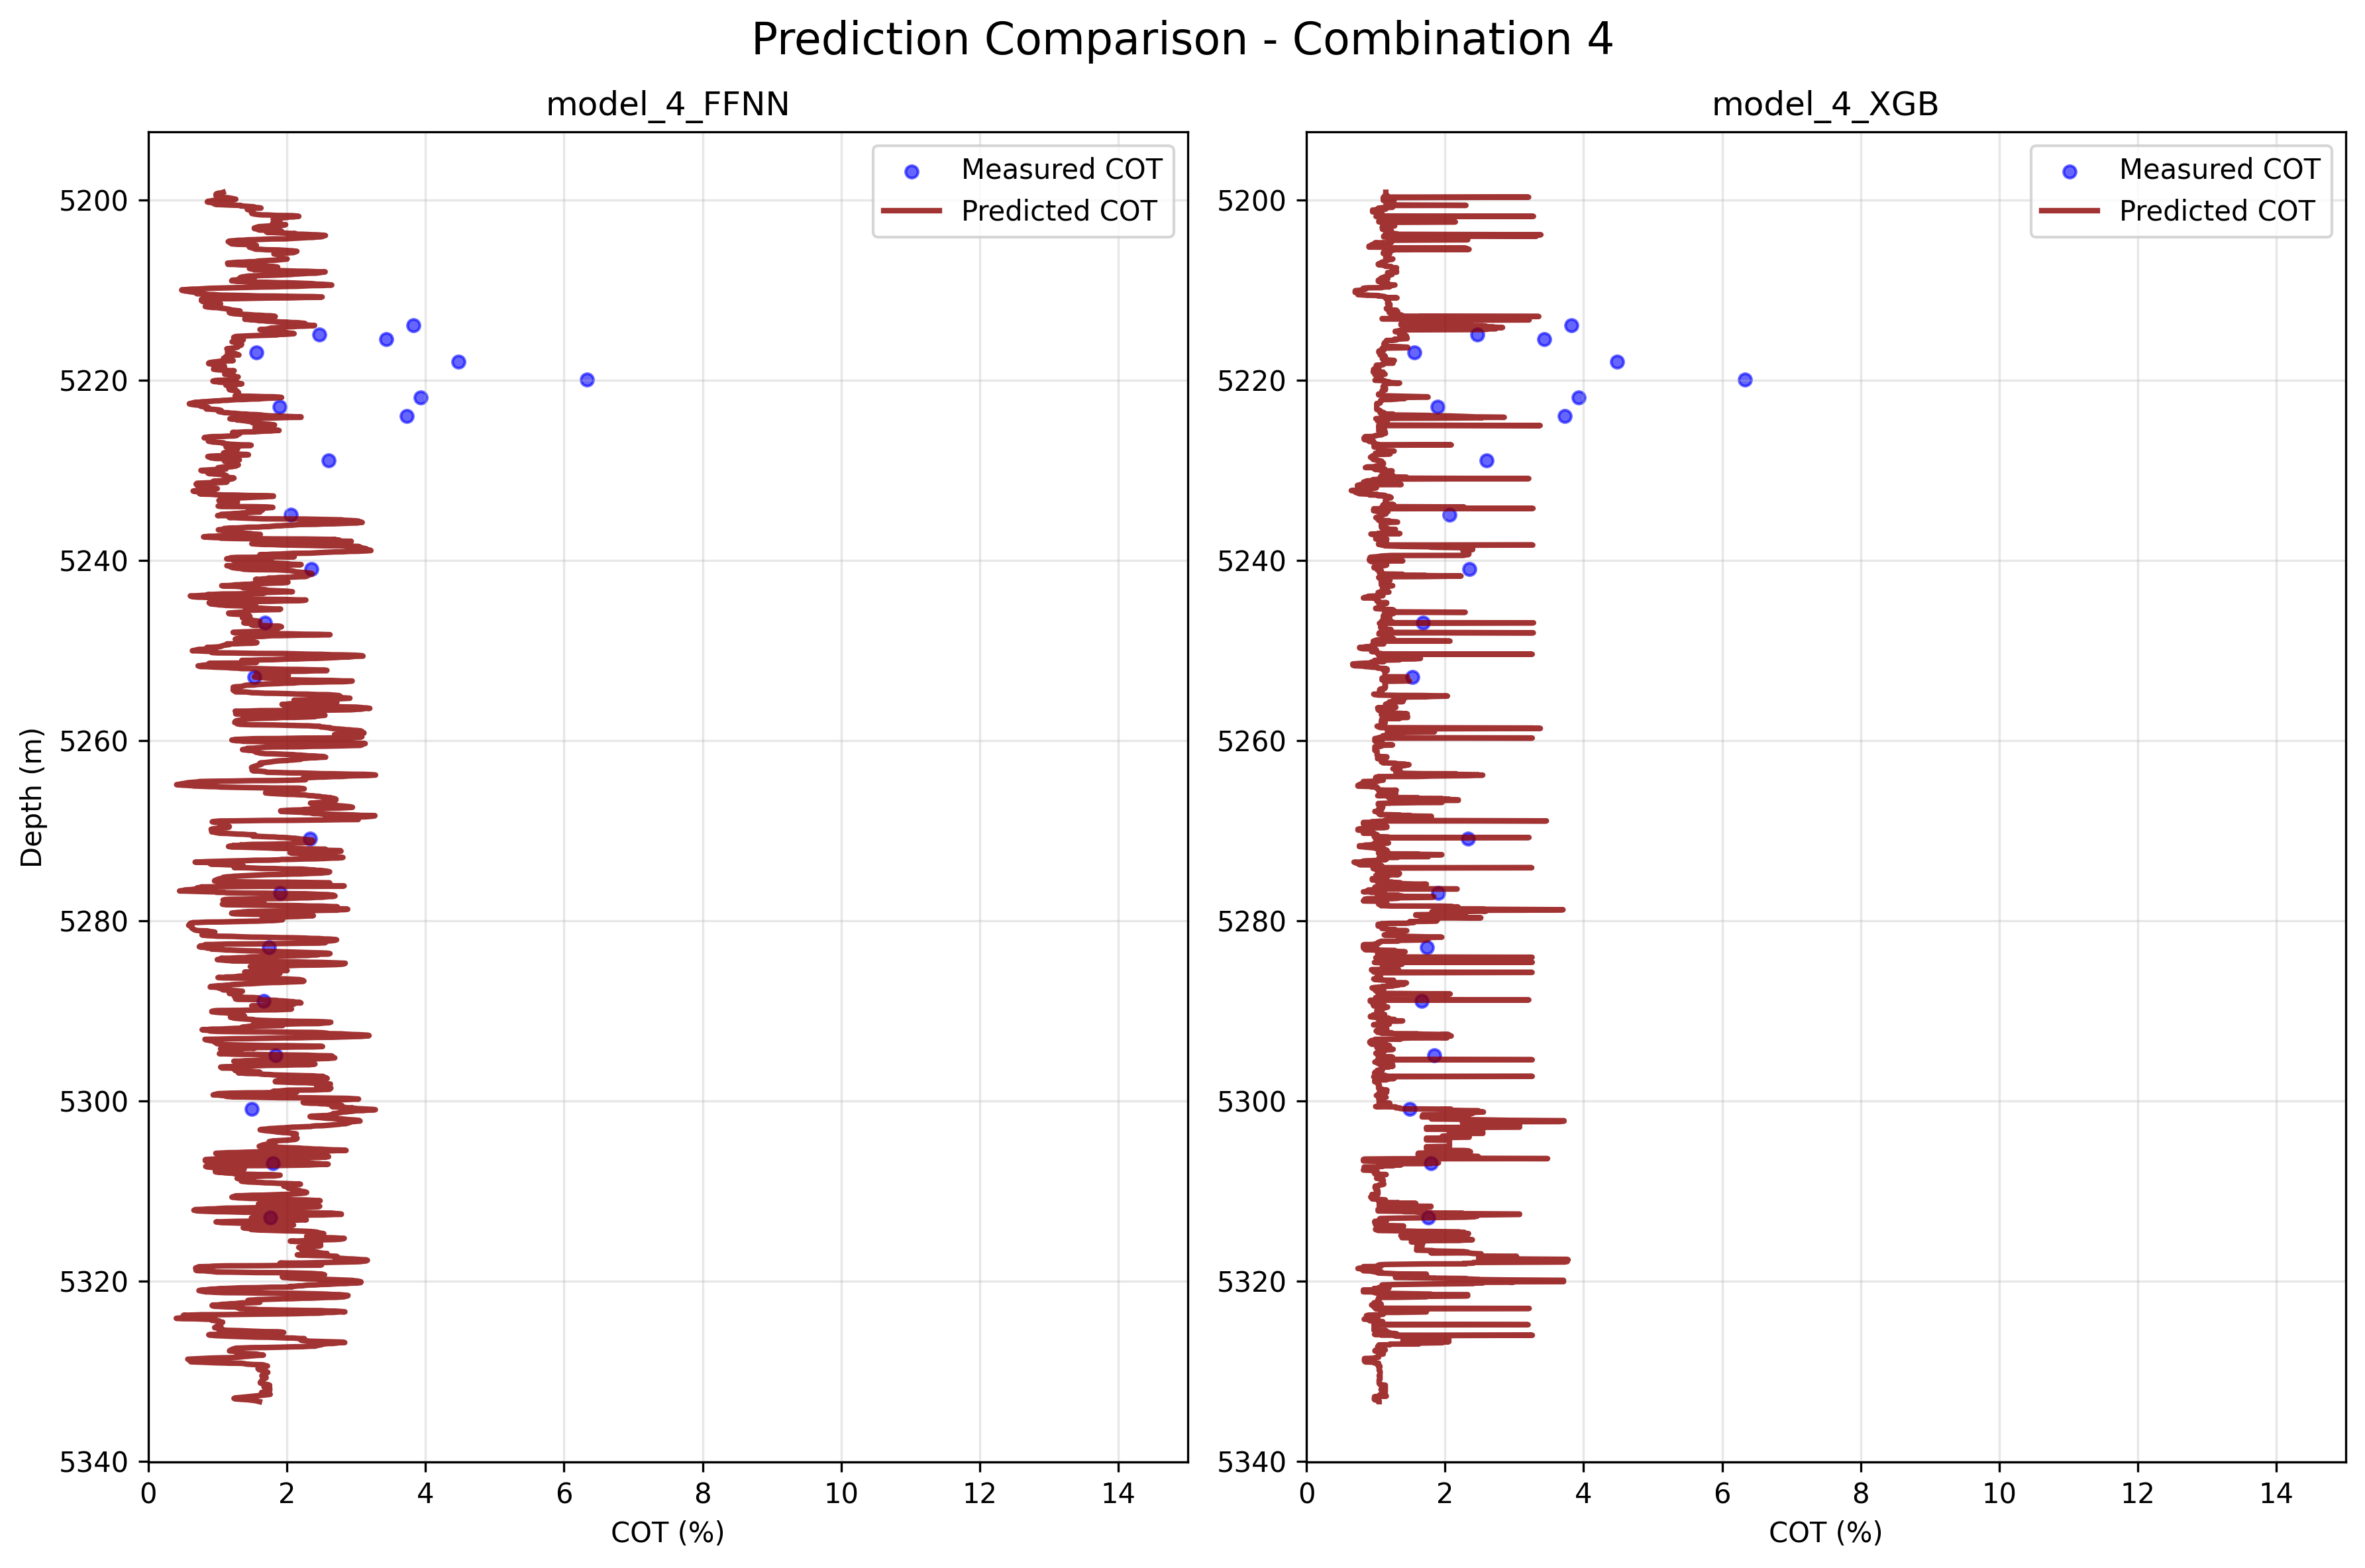 Prediction Comparison - Combination 4
model_4_FFNN
Measured COT
Predicted COT
Depth (m)
5200
5220
5240
5260
5280
5300
5320
5340
0 2 4 6 8 10 12 14
COT (%)
model_4_XGB
Measured COT
Predicted COT
5200
5220
5240
5260
5280
5300
5320
5340
0 2 4 6 8 10 12 14
COT (%)